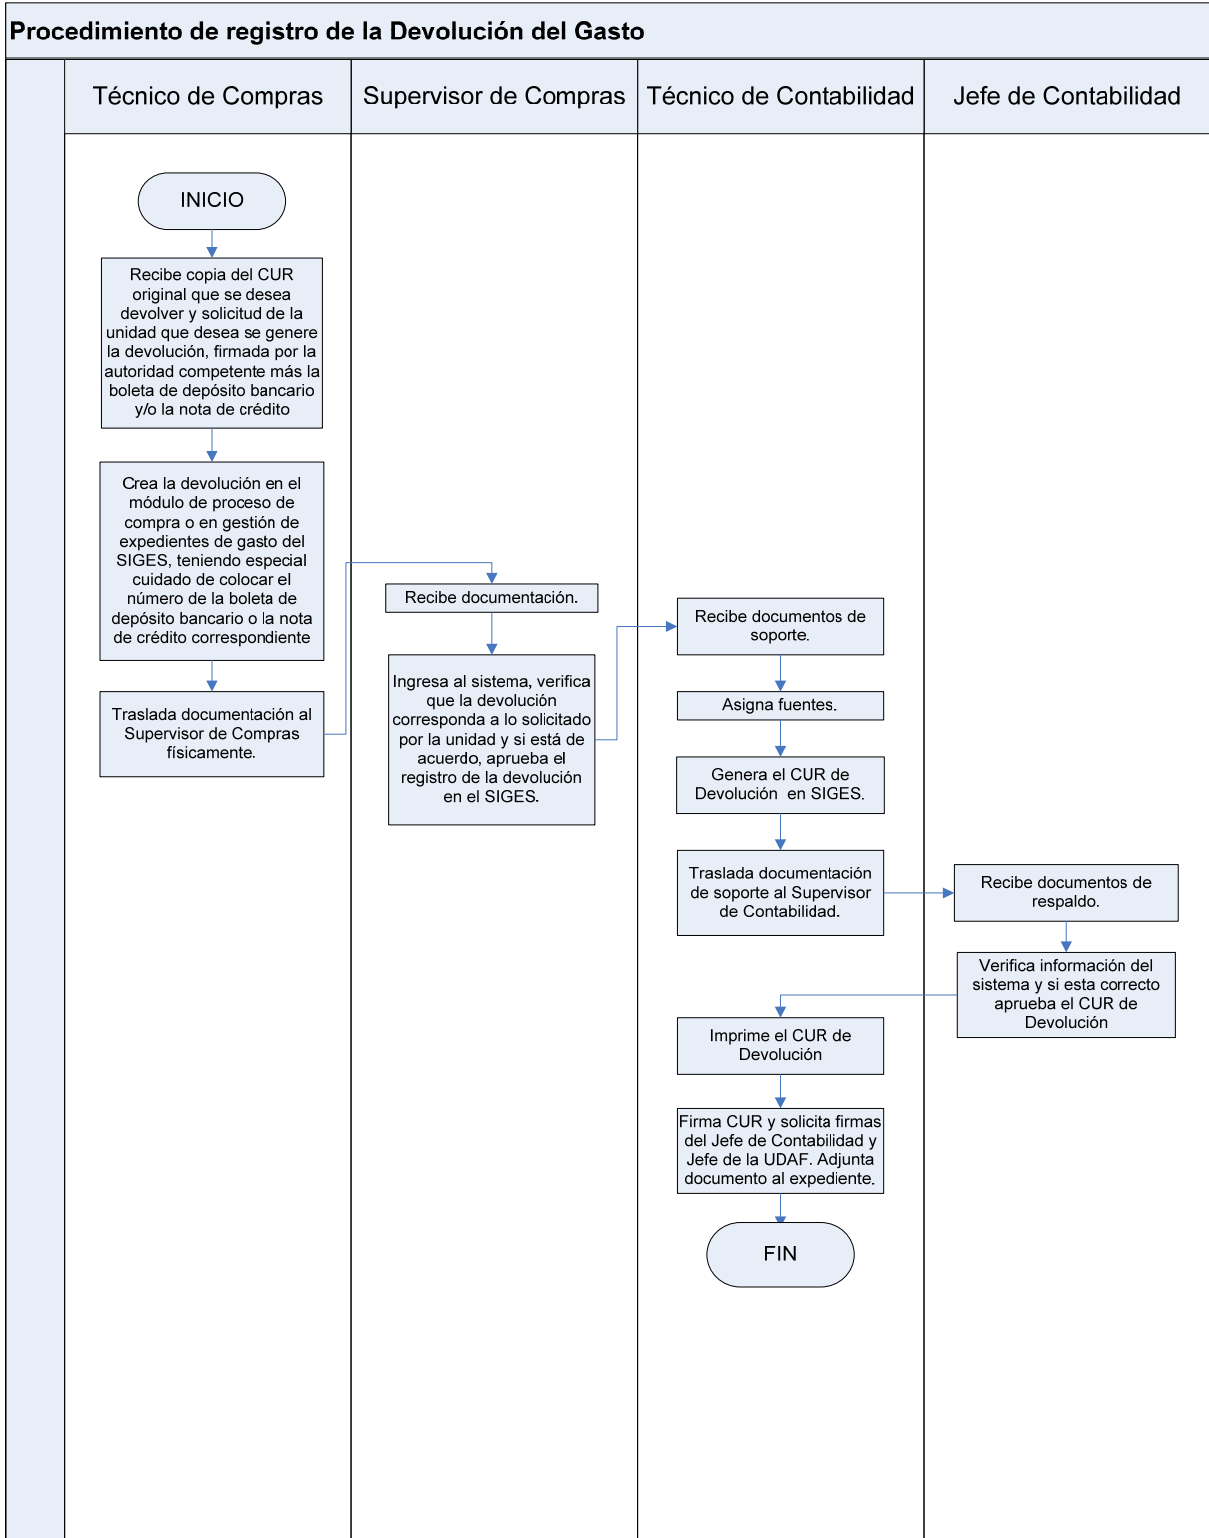 Procedimiento de registro de la Devolución del Gasto
Técnico de Compras
Supervisor de Compras
Técnico de Contabilidad
Jefe de Contabilidad
INICIO
Recibe copia del CUR
original que se desea
devolver y solicitud de la
unidad que desea se genere
la devolución, firmada por la
autoridad competente más la
boleta de depósito bancario
y/o la nota de crédito
Crea la devolución en el
módulo de proceso de
compra o en gestión de
expedientes de gasto del
SIGES, teniendo especial
cuidado de colocar el
número de la boleta de
depósito bancario o la nota
de crédito correspondiente
Traslada documentación al
Supervisor de Compras
físicamente.
Recibe documentación.
Ingresa al sistema, verifica
que la devolución
corresponda a lo solicitado
por la unidad y si está de
acuerdo, aprueba el
registro de la devolución
en el SIGES.
Recibe documentos de
soporte.
Asigna fuentes.
Genera el CUR de
Devolución  en SIGES.
Traslada documentación
de soporte al Supervisor
de Contabilidad.
Recibe documentos de
respaldo.
Verifica información del
sistema y si esta correcto
aprueba el CUR de
Devolución
Imprime el CUR de
Devolución
Firma CUR y solicita firmas
del Jefe de Contabilidad y
Jefe de la UDAF. Adjunta
documento al expediente.
FIN